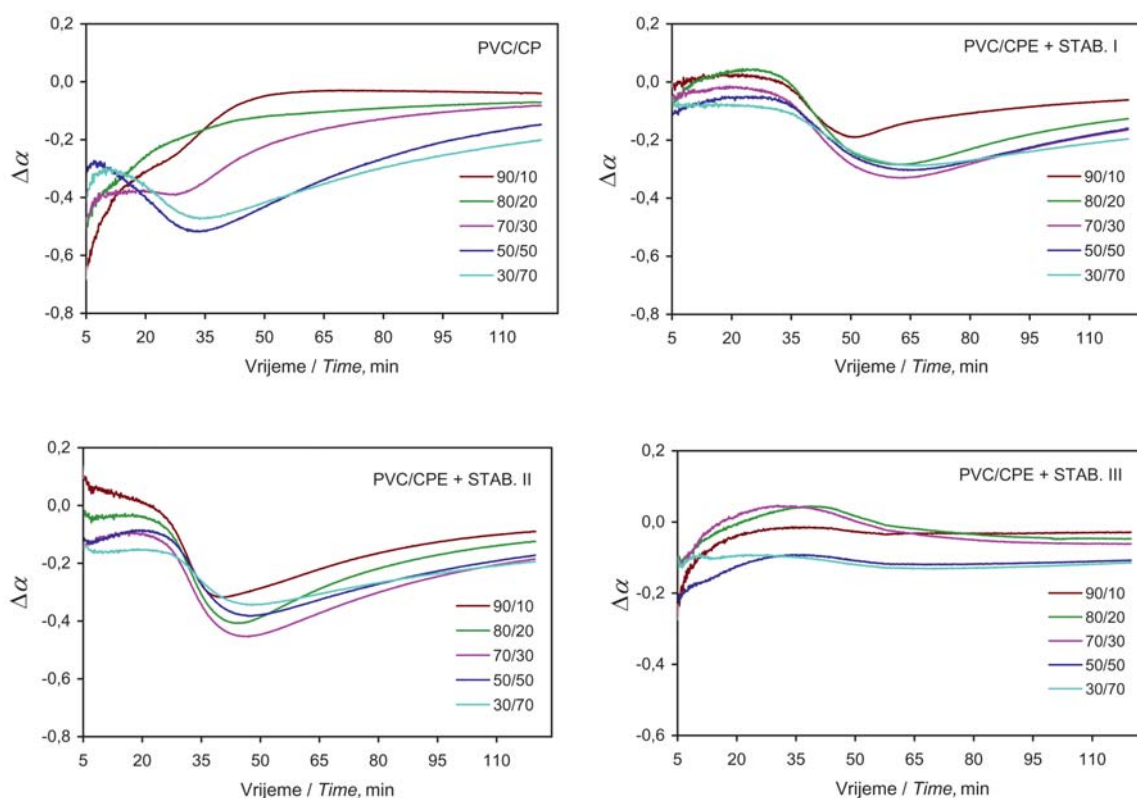 PVC/CP
Δα
0,2
0,0
-0,2
-0,4
-0,6
-0,8
90/10
80/20
70/30
50/50
30/70
5 20 35 50 65 80 95 110
Vrijeme / Time, min
PVC/CPE + STAB. I
Δα
0,2
0,0
-0,2
-0,4
-0,6
-0,8
90/10
80/20
70/30
50/50
30/70
5 20 35 50 65 80 95 110
Vrijeme / Time, min
PVC/CPE + STAB. II
Δα
0,2
0,0
-0,2
-0,4
-0,6
-0,8
90/10
80/20
70/30
50/50
30/70
5 20 35 50 65 80 95 110
Vrijeme / Time, min
PVC/CPE + STAB. III
Δα
0,2
0,0
-0,2
-0,4
-0,6
90/10
80/20
70/30
50/50
30/70
5 20 35 50 65 80 95 110
Vrijeme / Time, min